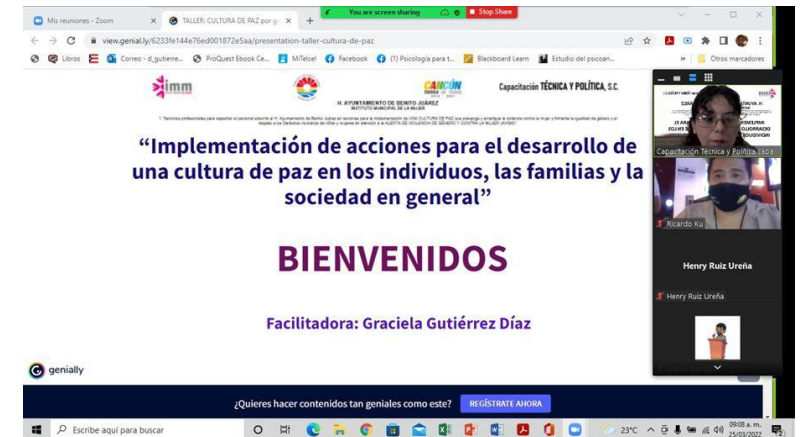 You are screen sharing
Stop Share
Mis reuniones - Zoom
TALLER: CULTURA DE PAZ por g
view.genial.ly/6233fe144e76ed001872e5aa/presentation-taller-cultura-de-paz
Libros
Correo - d_gutierre...
ProQuest Ebook Ce...
MiTelcel
Facebook
(1) Psicología para t...
Blackboard Learn
Estudio del psicoan...
Otros marcadores
imm
CANCÚN
Capacitación TÉCNICA Y POLÍTICA, S.C.
H. AYUNTAMIENTO DE BENITO JUÁREZ
INSTITUTO MUNICIPAL DE LA MUJER
“Implementación de acciones para el desarrollo de
una cultura de paz en los individuos, las familias y la
sociedad en general”
BIENVENIDOS
Facilitadora: Graciela Gutiérrez Díaz
Capacitación Técnica y Política capa
Ricardo Ku
Henry Ruiz Ureña
Henry Ruiz Ureña
genially
¿Quieres hacer contenidos tan geniales como este?
REGÍSTRATE AHORA
Escribe aquí para buscar
23°C
09:08 a. m.
25/03/2022